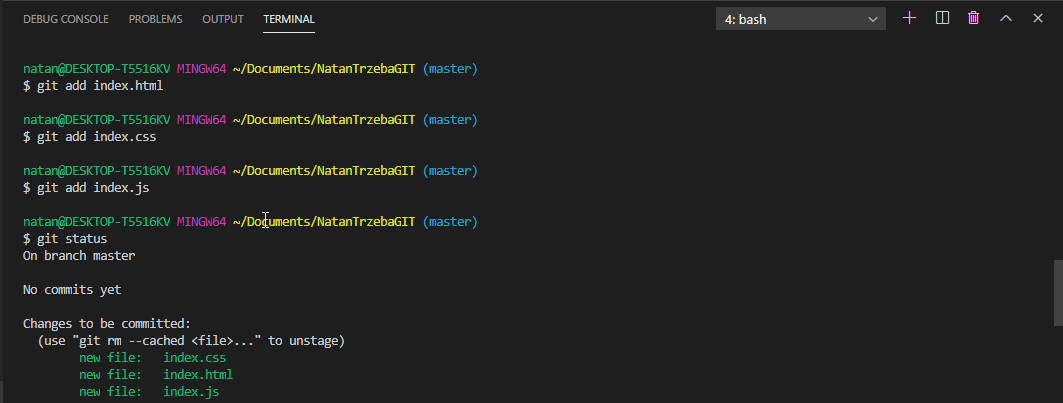 DEBUG CONSOLE PROBLEMS OUTPUT TERMINAL 4: bash
natan@DESKTOP-T5516KV MINGW64 ~/Documents/NatanTrzebaGIT (master)
$ git add index.html
natan@DESKTOP-T5516KV MINGW64 ~/Documents/NatanTrzebaGIT (master)
$ git add index.css
natan@DESKTOP-T5516KV MINGW64 ~/Documents/NatanTrzebaGIT (master)
$ git add index.js
natan@DESKTOP-T5516KV MINGW64 ~/Documents/NatanTrzebaGIT (master)
$ git status
On branch master
No commits yet
Changes to be committed:
(use "git rm --cached <file>..." to unstage)
new file: index.css
new file: index.html
new file: index.js